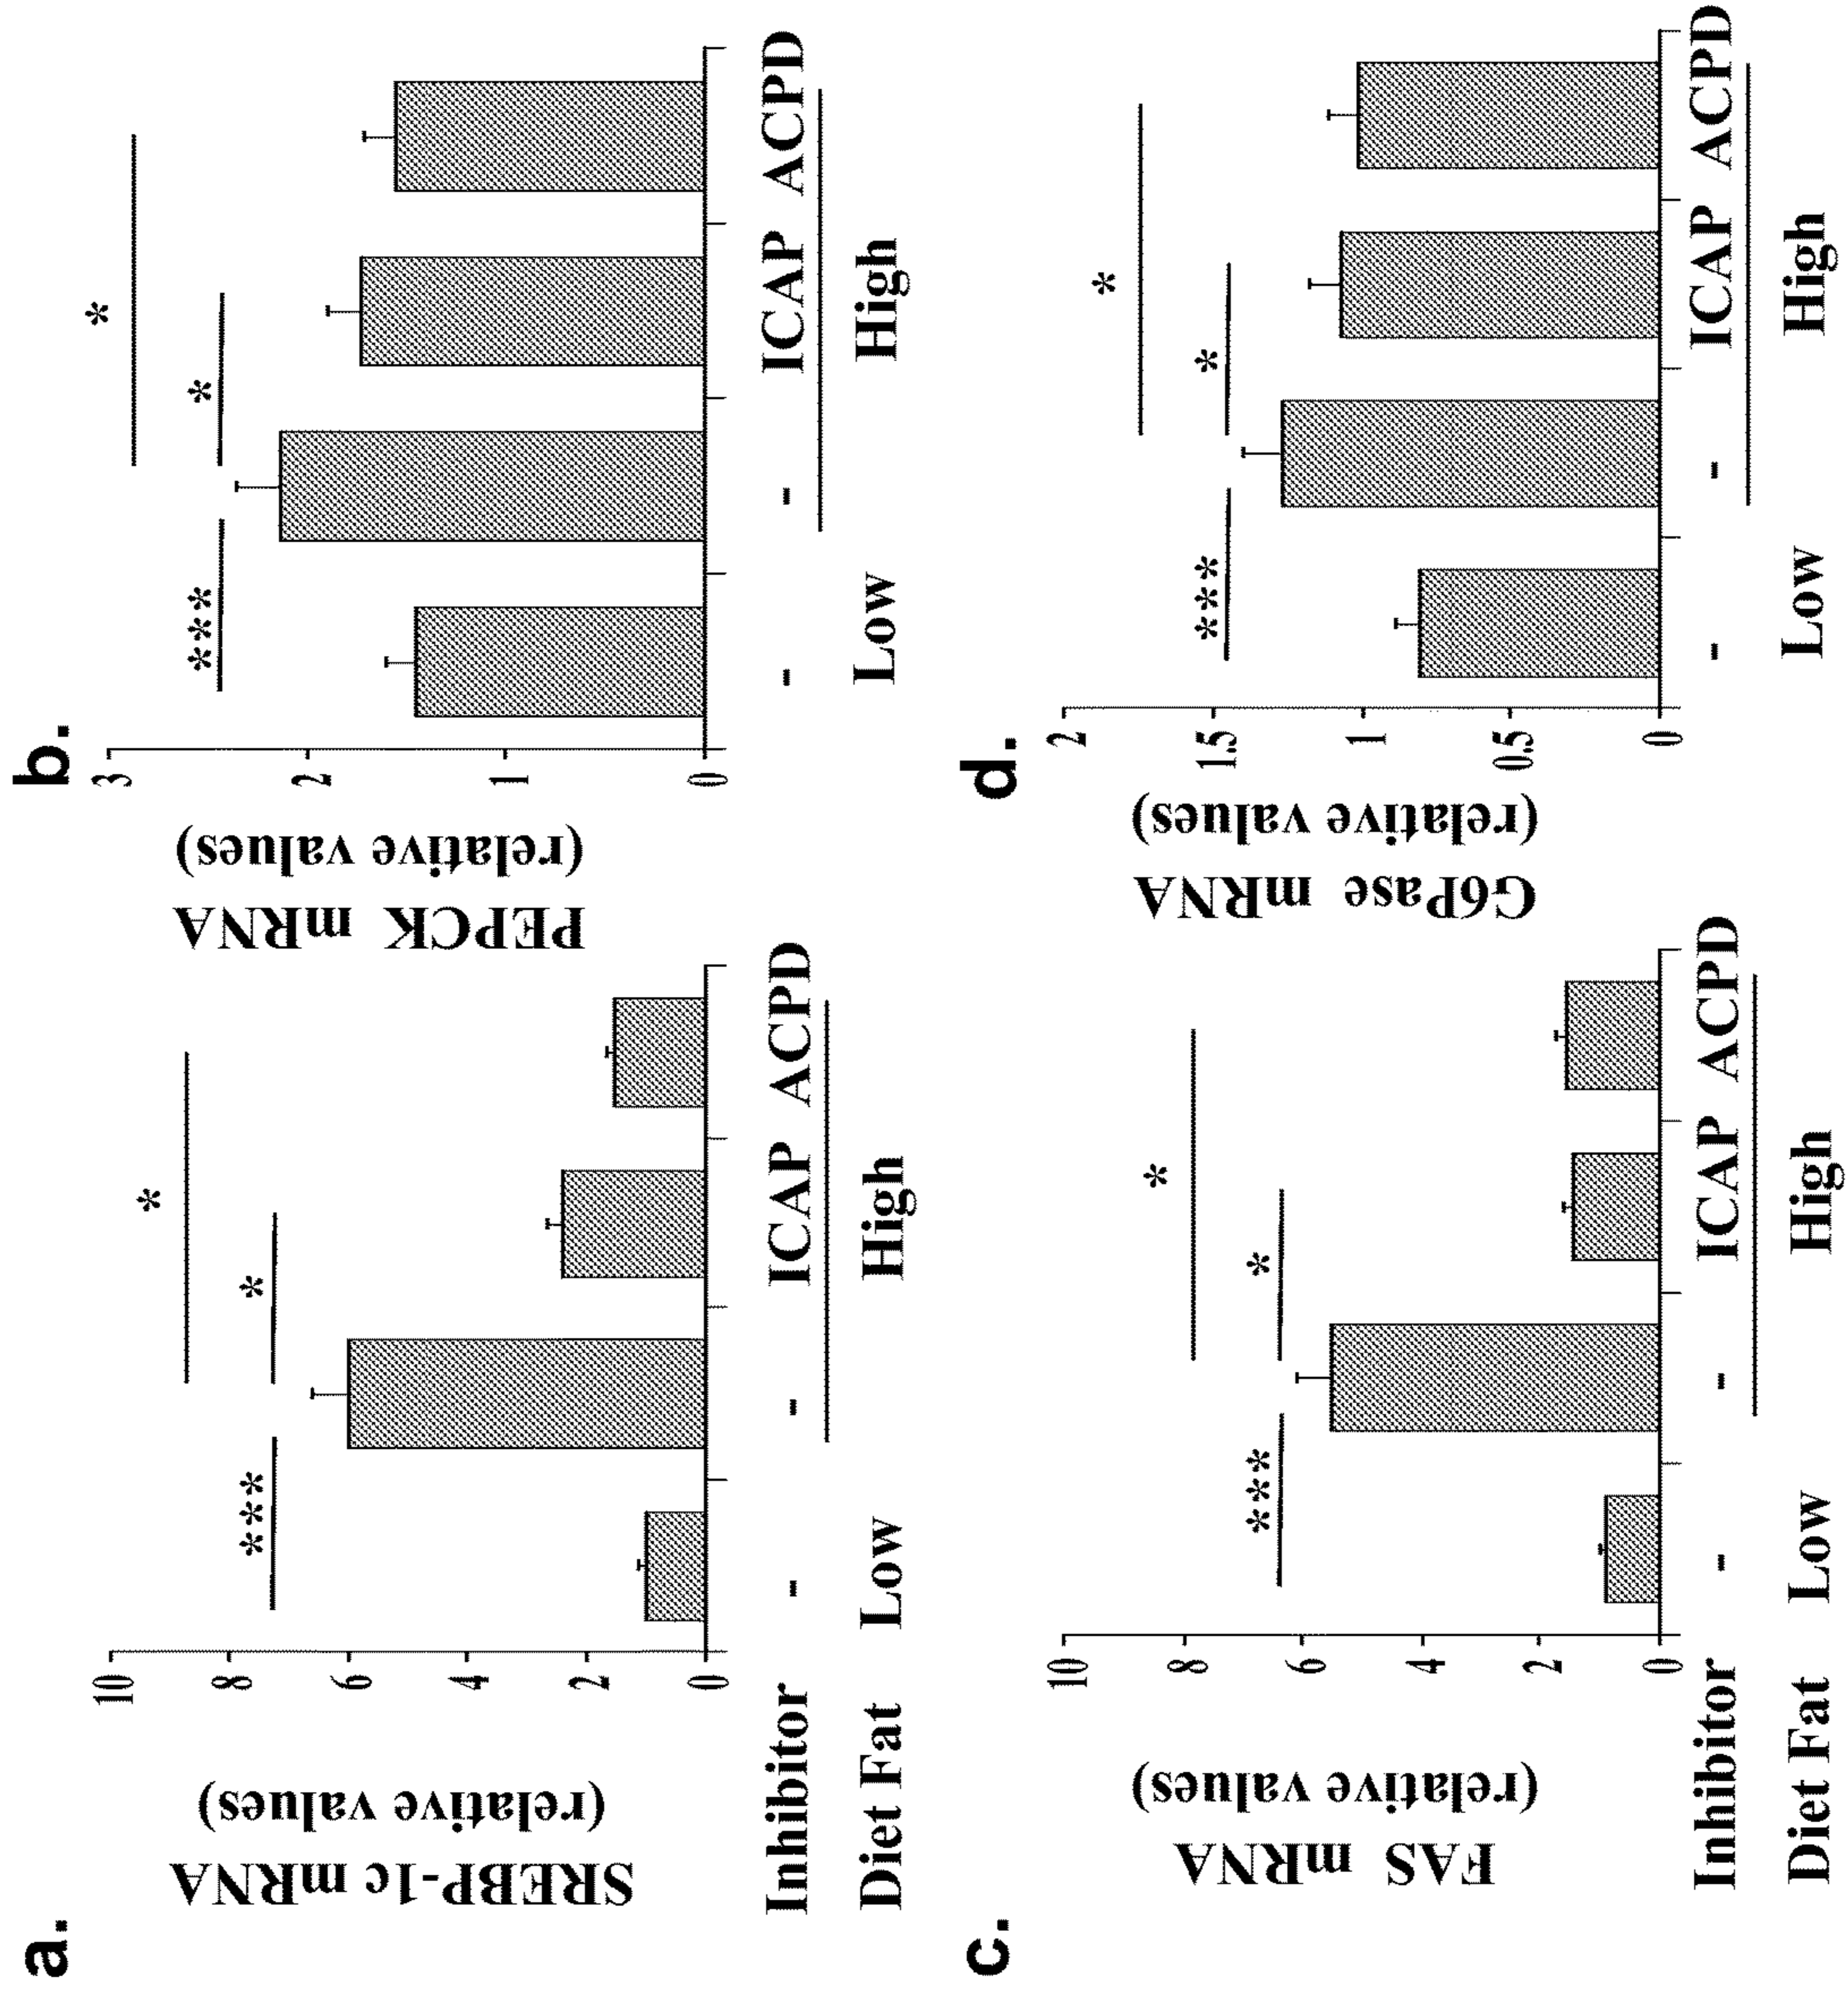 a.
SREBP-1c mRNA
(relative values)
10
8
6
4
2
0
*** * *
Inhibitor - - ICAP ACPD
Diet Fat Low High
b.
PEPCK mRNA
(relative values)
3
2
1
0
*** * *
- - ICAP ACPD
Low High
c.
FAS mRNA
(relative values)
10
8
6
4
2
0
*** * *
Inhibitor - - ICAP ACPD
Diet Fat Low High
d.
G6Pase mRNA
(relative values)
2
1.5
1
0.5
0
*** * *
- - ICAP ACPD
Low High